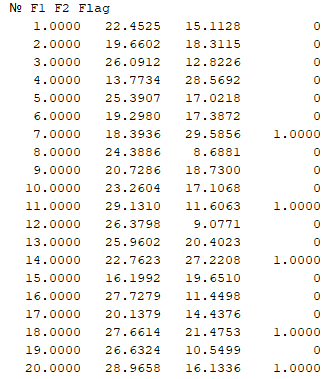 № F1 F2 Flag
1.0000 22.4525 15.1128 0
2.0000 19.6602 18.3115 0
3.0000 26.0912 12.8226 0
4.0000 13.7734 28.5692 0
5.0000 25.3907 17.0218 0
6.0000 19.2980 17.3872 0
7.0000 18.3936 29.5856 1.0000
8.0000 24.3886 8.6881 0
9.0000 20.7286 18.7300 0
10.0000 23.2604 17.1068 0
11.0000 29.1310 11.6063 1.0000
12.0000 26.3798 9.0771 0
13.0000 25.9602 20.4023 0
14.0000 22.7623 27.2208 1.0000
15.0000 16.1992 19.6510 0
16.0000 27.7279 11.4498 0
17.0000 20.1379 14.4376 0
18.0000 27.6614 21.4753 1.0000
19.0000 26.6324 10.5499 0
20.0000 28.9658 16.1336 1.0000